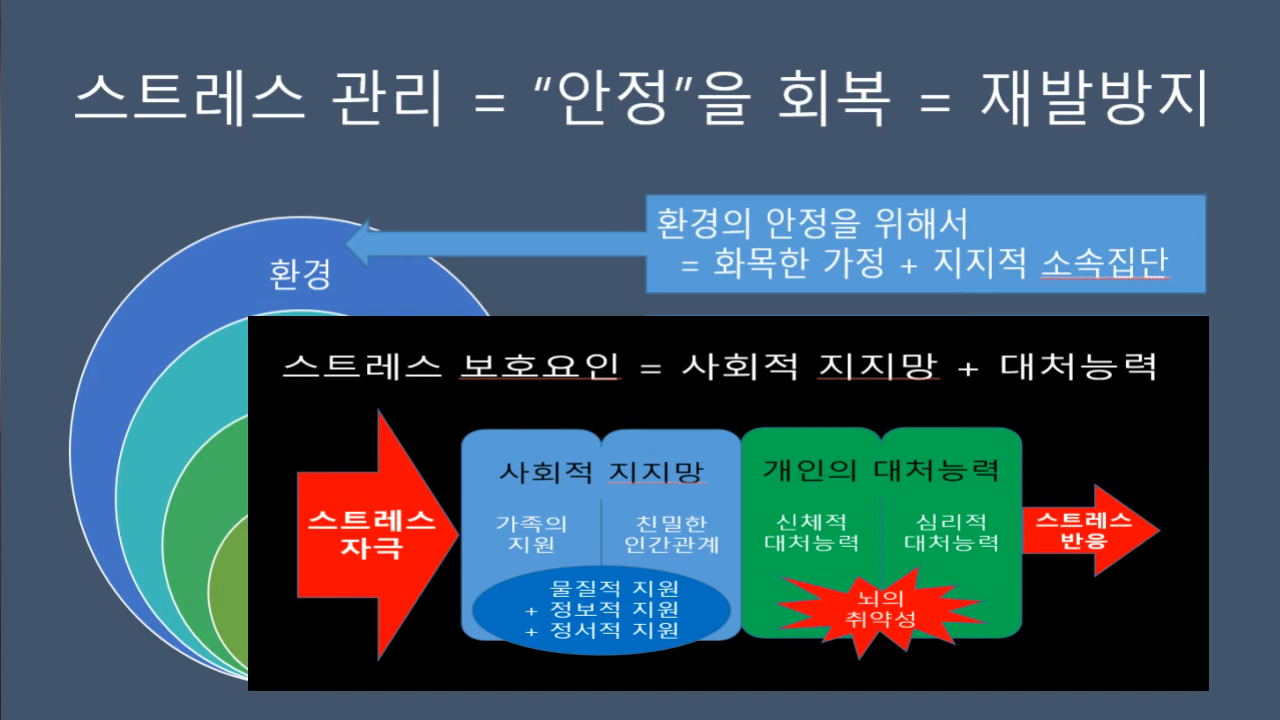 스트레스 관리 = “안정”을 회복 = 재발방지
환경
환경의 안정을 위해서
= 화목한 가정 + 지지적 소속집단
스트레스 보호요인 = 사회적 지지망 + 대처능력
스트레스
자극
사회적 지지망
가족의
지원
친밀한
인간관계
물질적 지원
+ 정보적 지원
+ 정서적 지원
개인의 대처능력
신체적
대처능력
심리적
대처능력
뇌의
취약성
스트레스
반응